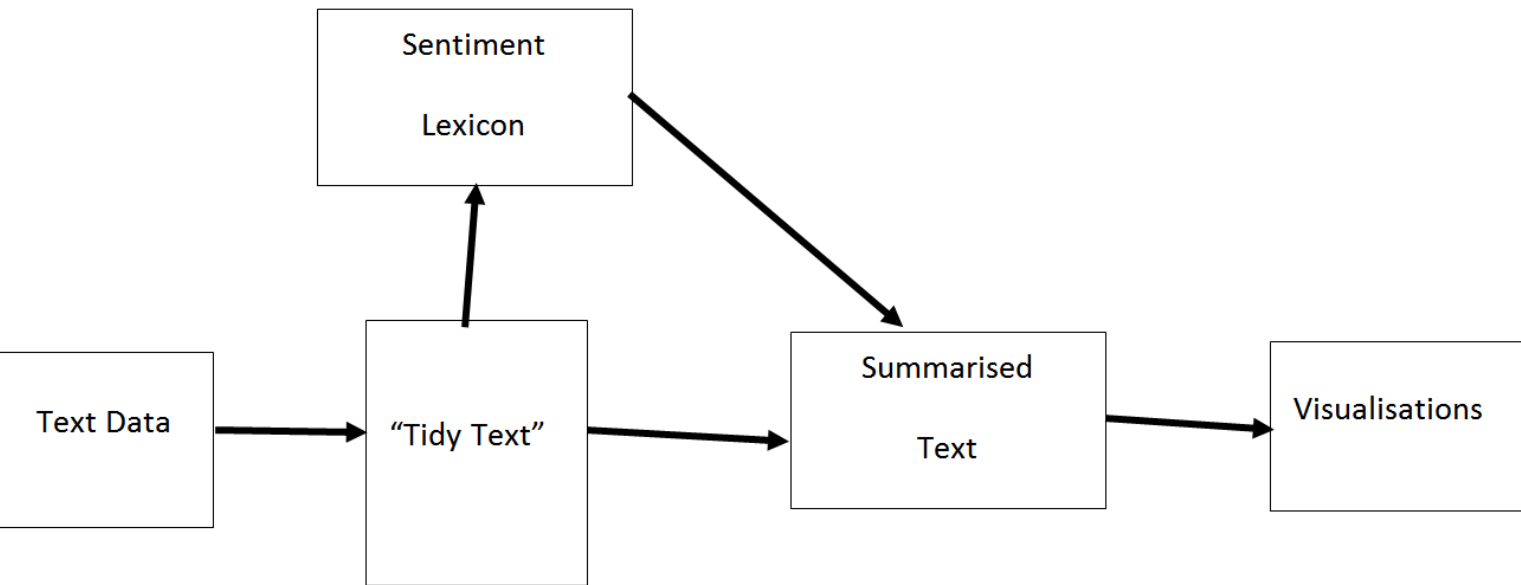 Sentiment
Lexicon
Text Data
“Tidy Text”
Summarised
Text
Visualisations